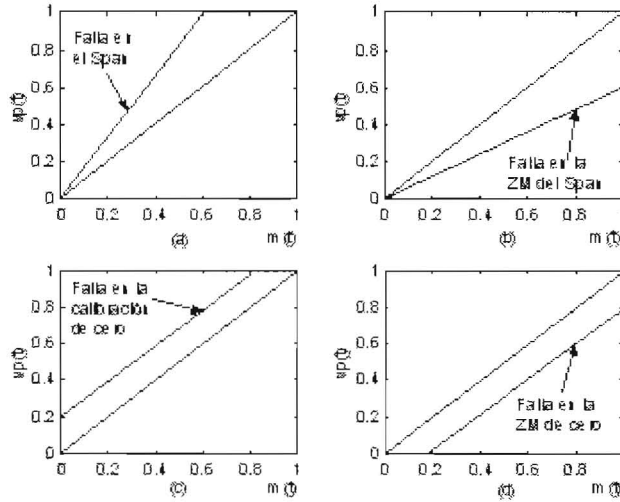 1
0.8
0.6
0.4
0.2
0
Falla en
el Span
0 0.2 0.4 0.6 0.8 1
(a) m(t)
vp(t)
1
0.8
0.6
0.4
0.2
0
Falla en la
ZM del Span
0 0.2 0.4 0.6 0.8
(b) m(t)
vp(t)
1
0.8
0.6
0.4
0.2
0
Falla en la
calibración
de cero
0 0.2 0.4 0.6 0.8 1
(c) m(t)
vp(t)
1
0.8
0.6
0.4
0.2
0
Falla en la
ZM de cero
0 0.2 0.4 0.6 0.8
(d) m(t)
vp(t)